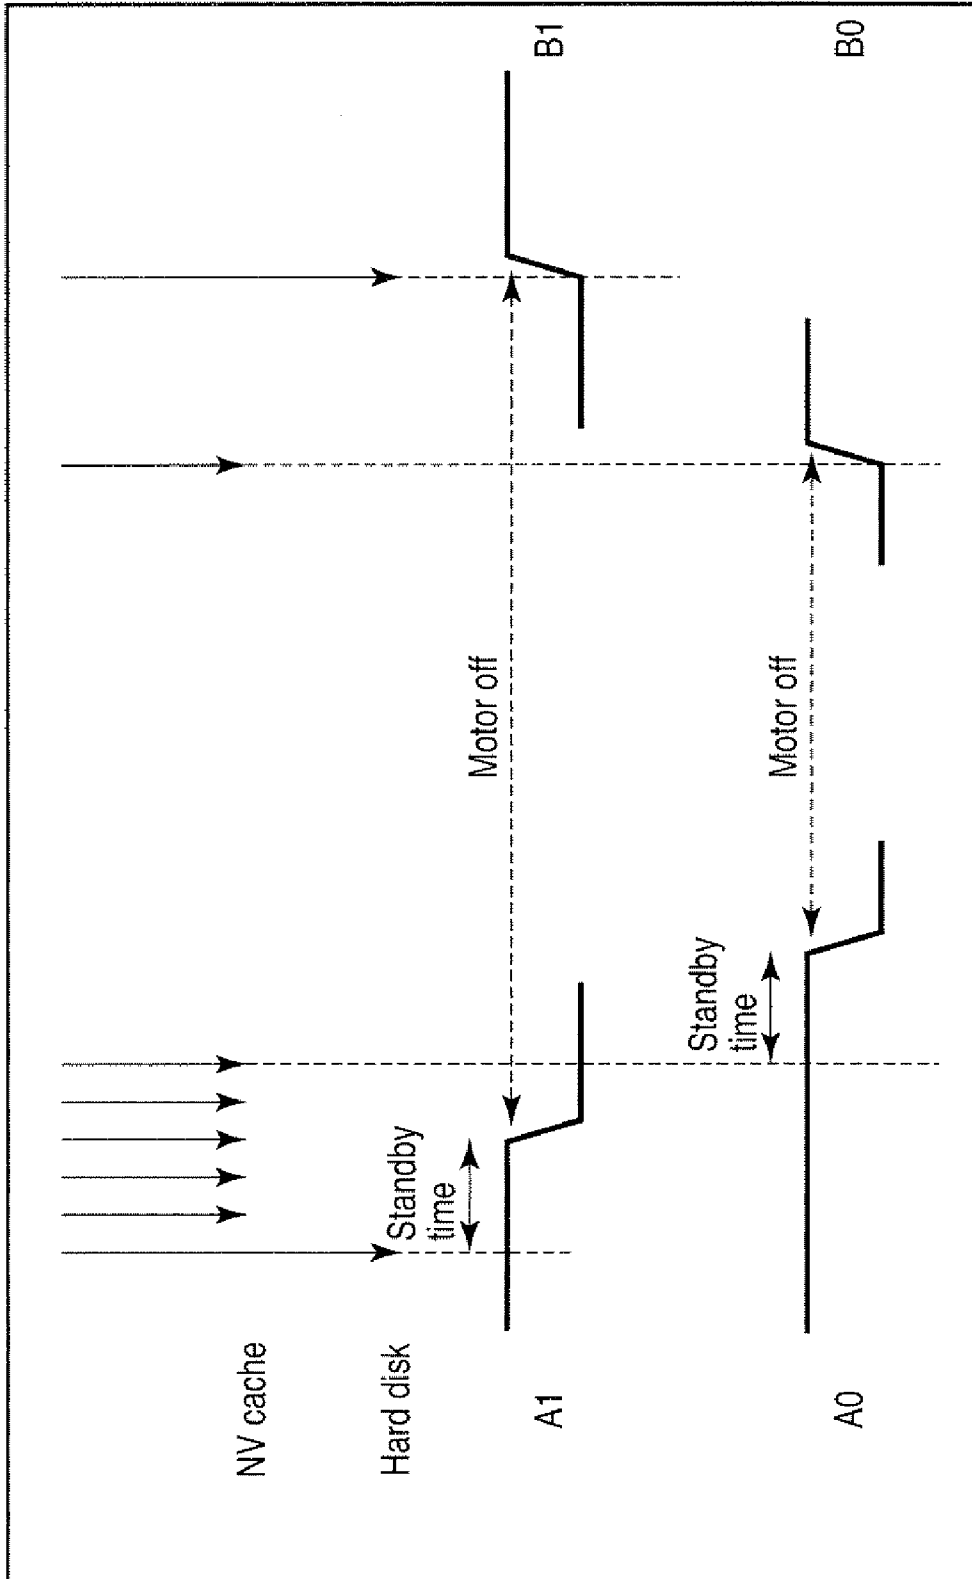 NV cache
Hard disk
Standby
time
Motor off
A1
B1
Standby
time
Motor off
A0
B0